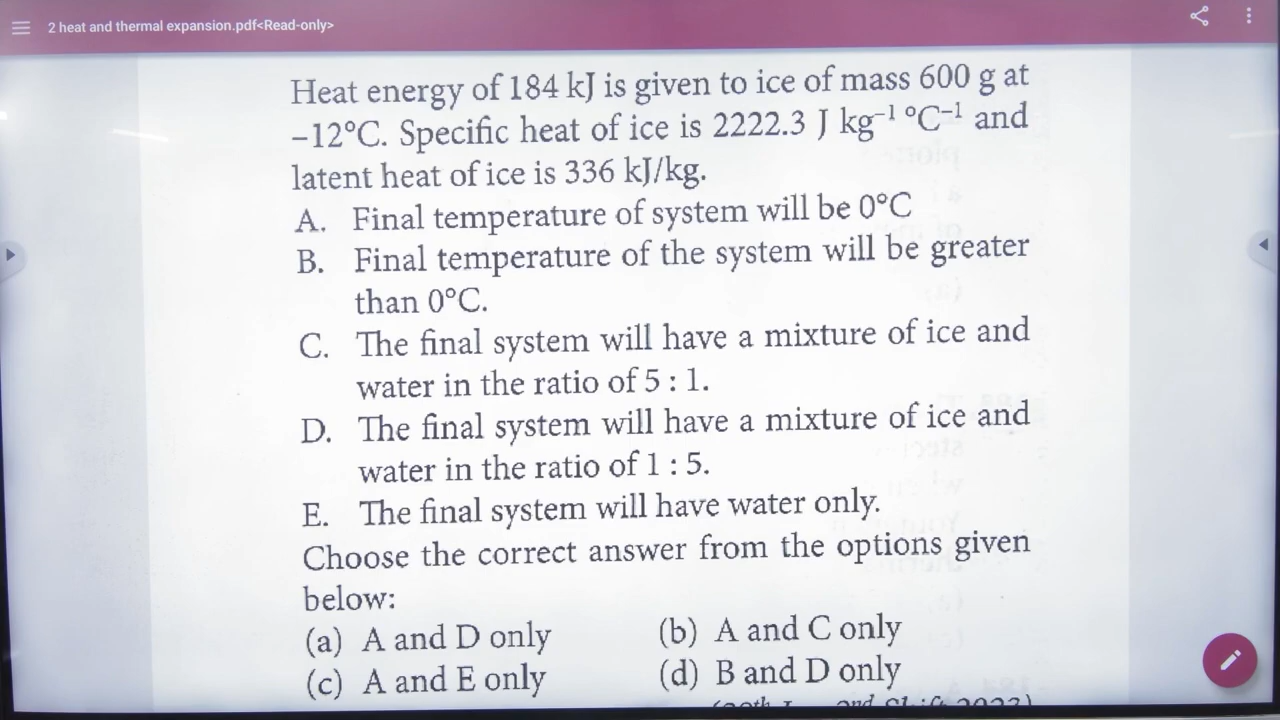 2 heat and thermal expansion.pdf<Read-only>
Heat energy of 184 kJ is given to ice of mass 600 g at
−12°C. Specific heat of ice is 2222.3 J kg⁻¹ °C⁻¹ and
latent heat of ice is 336 kJ/kg.
A. Final temperature of system will be 0°C
B. Final temperature of the system will be greater
than 0°C.
C. The final system will have a mixture of ice and
water in the ratio of 5 : 1.
D. The final system will have a mixture of ice and
water in the ratio of 1 : 5.
E. The final system will have water only.
Choose the correct answer from the options given
below:
(a) A and D only (b) A and C only
(c) A and E only (d) B and D only